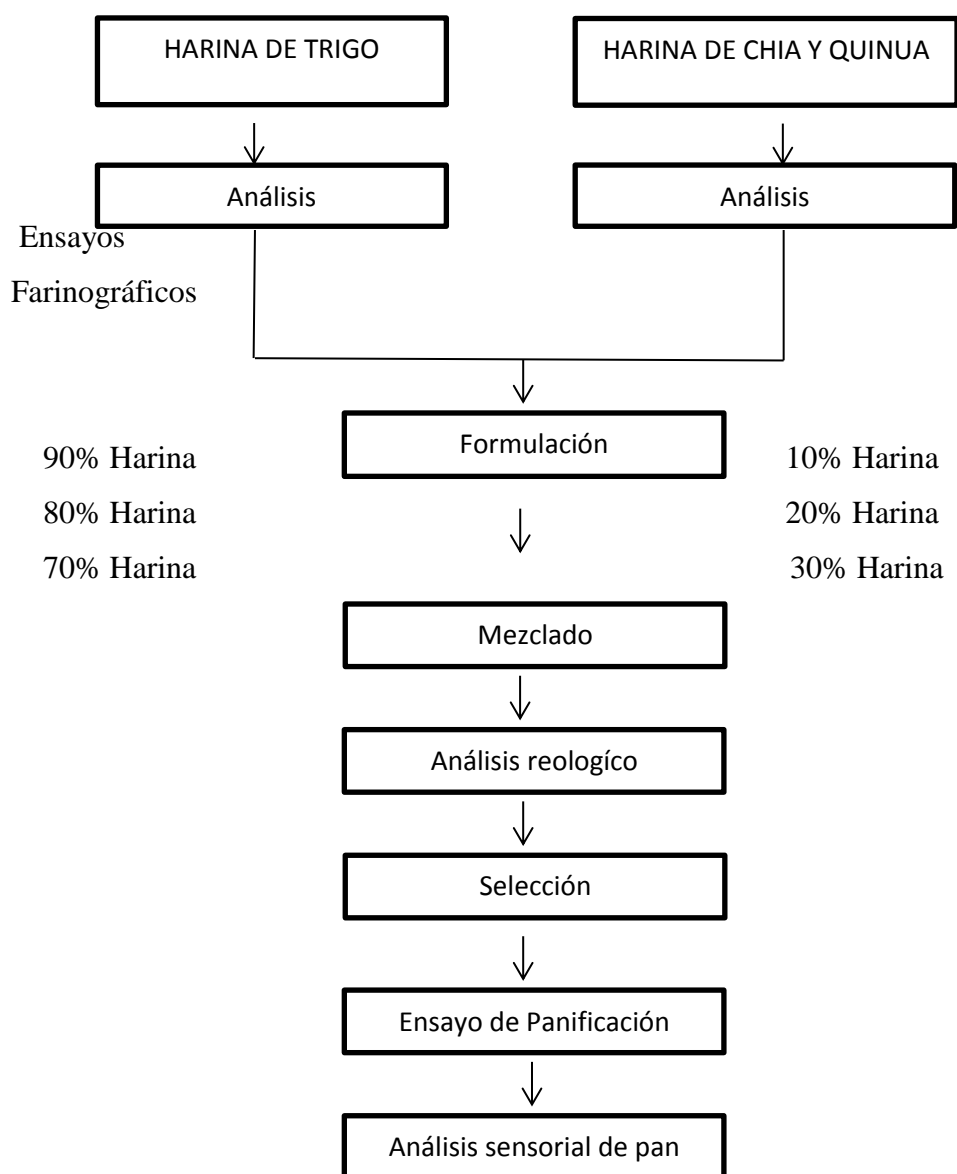 HARINA DE TRIGO
HARINA DE CHIA Y QUINUA
Análisis
Análisis
Ensayos
Farinográficos
Formulación
90% Harina
10% Harina
80% Harina
20% Harina
70% Harina
30% Harina
Mezclado
Análisis reologíco
Selección
Ensayo de Panificación
Análisis sensorial de pan